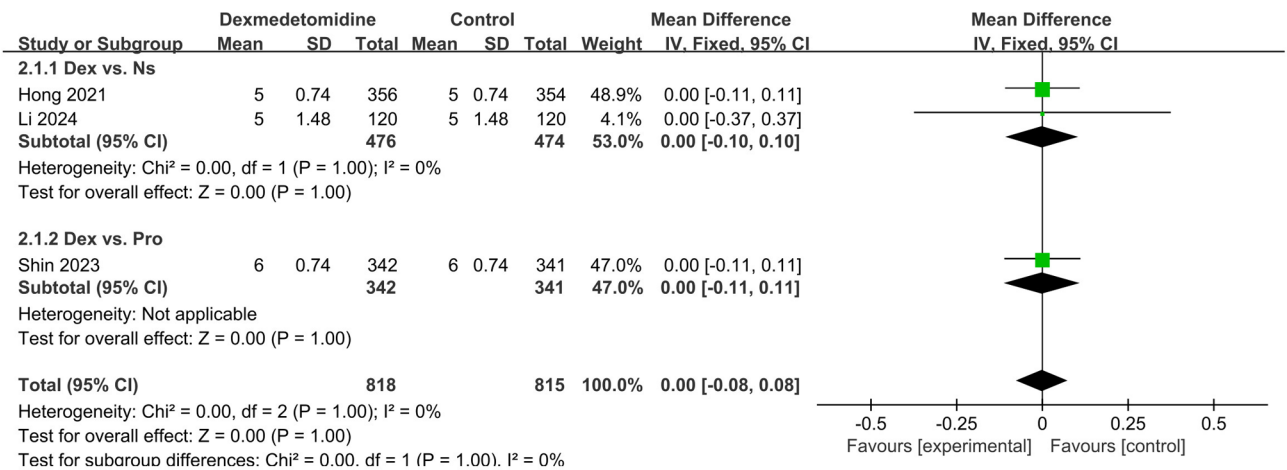 Dexmedetomidine Control Mean Difference Mean Difference
Study or Subgroup Mean SD Total Mean SD Total Weight IV, Fixed, 95% CI IV, Fixed, 95% CI
2.1.1 Dex vs. Ns
Hong 2021 5 0.74 356 5 0.74 354 48.9% 0.00 [-0.11, 0.11]
Li 2024 5 1.48 120 5 1.48 120 4.1% 0.00 [-0.37, 0.37]
Subtotal (95% CI) 476 474 53.0% 0.00 [-0.10, 0.10]
Heterogeneity: Chi² = 0.00, df = 1 (P = 1.00); I² = 0%
Test for overall effect: Z = 0.00 (P = 1.00)
2.1.2 Dex vs. Pro
Shin 2023 6 0.74 342 6 0.74 341 47.0% 0.00 [-0.11, 0.11]
Subtotal (95% CI) 342 341 47.0% 0.00 [-0.11, 0.11]
Heterogeneity: Not applicable
Test for overall effect: Z = 0.00 (P = 1.00)
Total (95% CI) 818 815 100.0% 0.00 [-0.08, 0.08]
Heterogeneity: Chi² = 0.00, df = 2 (P = 1.00); I² = 0%
Test for overall effect: Z = 0.00 (P = 1.00)
Test for subgroup differences: Chi² = 0.00, df = 1 (P = 1.00), I² = 0%
-0.5 -0.25 0 0.25 0.5
Favours [experimental] Favours [control]